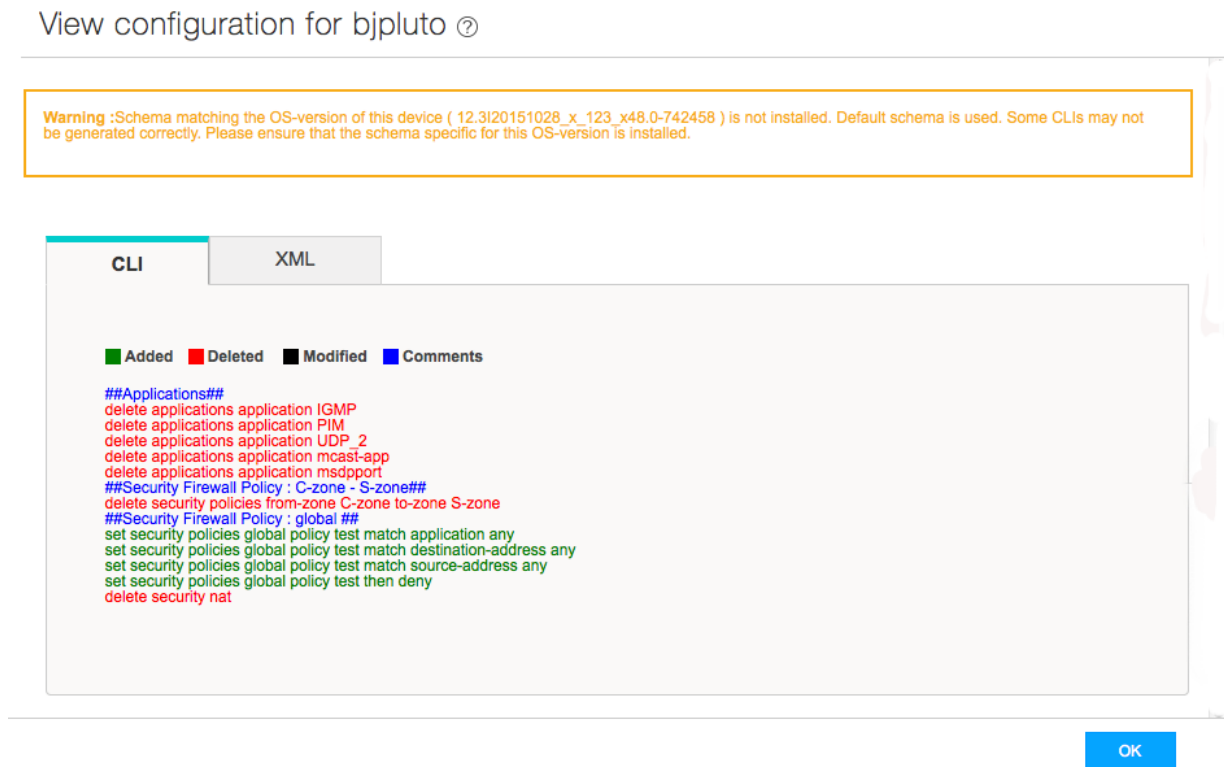 View configuration for bjpluto ?
Warning :Schema matching the OS-version of this device ( 12.3I20151028_x_123_x48.0-742458 ) is not installed. Default schema is used. Some CLIs may not
be generated correctly. Please ensure that the schema specific for this OS-version is installed.
CLI
XML
Added Deleted Modified Comments
##Applications##
delete applications application IGMP
delete applications application PIM
delete applications application UDP_2
delete applications application mcast-app
delete applications application msdpport
##Security Firewall Policy : C-zone - S-zone##
delete security policies from-zone C-zone to-zone S-zone
##Security Firewall Policy : global ##
set security policies global policy test match application any
set security policies global policy test match destination-address any
set security policies global policy test match source-address any
set security policies global policy test then deny
delete security nat
OK